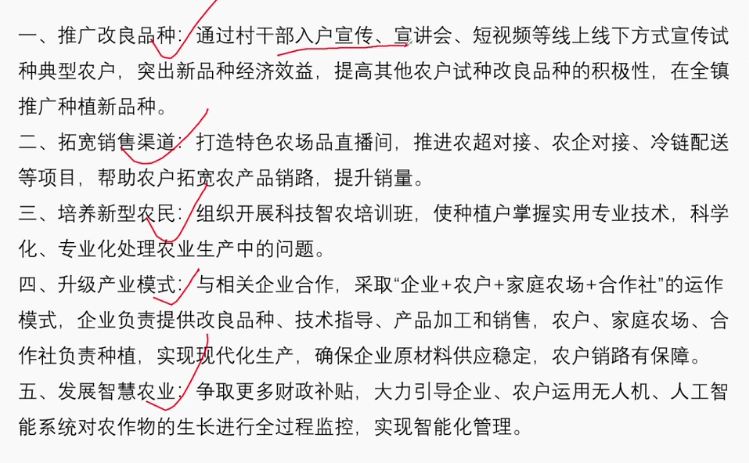 一、推广改良品种：通过村干部入户宣传、宣讲会、短视频等线上线下方式宣传试
种典型农户，突出新品种经济效益，提高其他农户试种改良品种的积极性，在全镇
推广种植新品种。
二、拓宽销售渠道：打造特色农场品直播间，推进农超对接、农企对接、冷链配送
等项目，帮助农户拓宽农产品销路，提升销量。
三、培养新型农民：组织开展科技智农培训班，使种植户掌握实用专业技术，科学
化、专业化处理农业生产中的问题。
四、升级产业模式：与相关企业合作，采取“企业+农户+家庭农场+合作社”的运作
模式，企业负责提供改良品种、技术指导、产品加工和销售，农户、家庭农场、合
作社负责种植，实现现代化生产，确保企业原材料供应稳定，农户销路有保障。
五、发展智慧农业：争取更多财政补贴，大力引导企业、农户运用无人机、人工智
能系统对农作物的生长进行全过程监控，实现智能化管理。